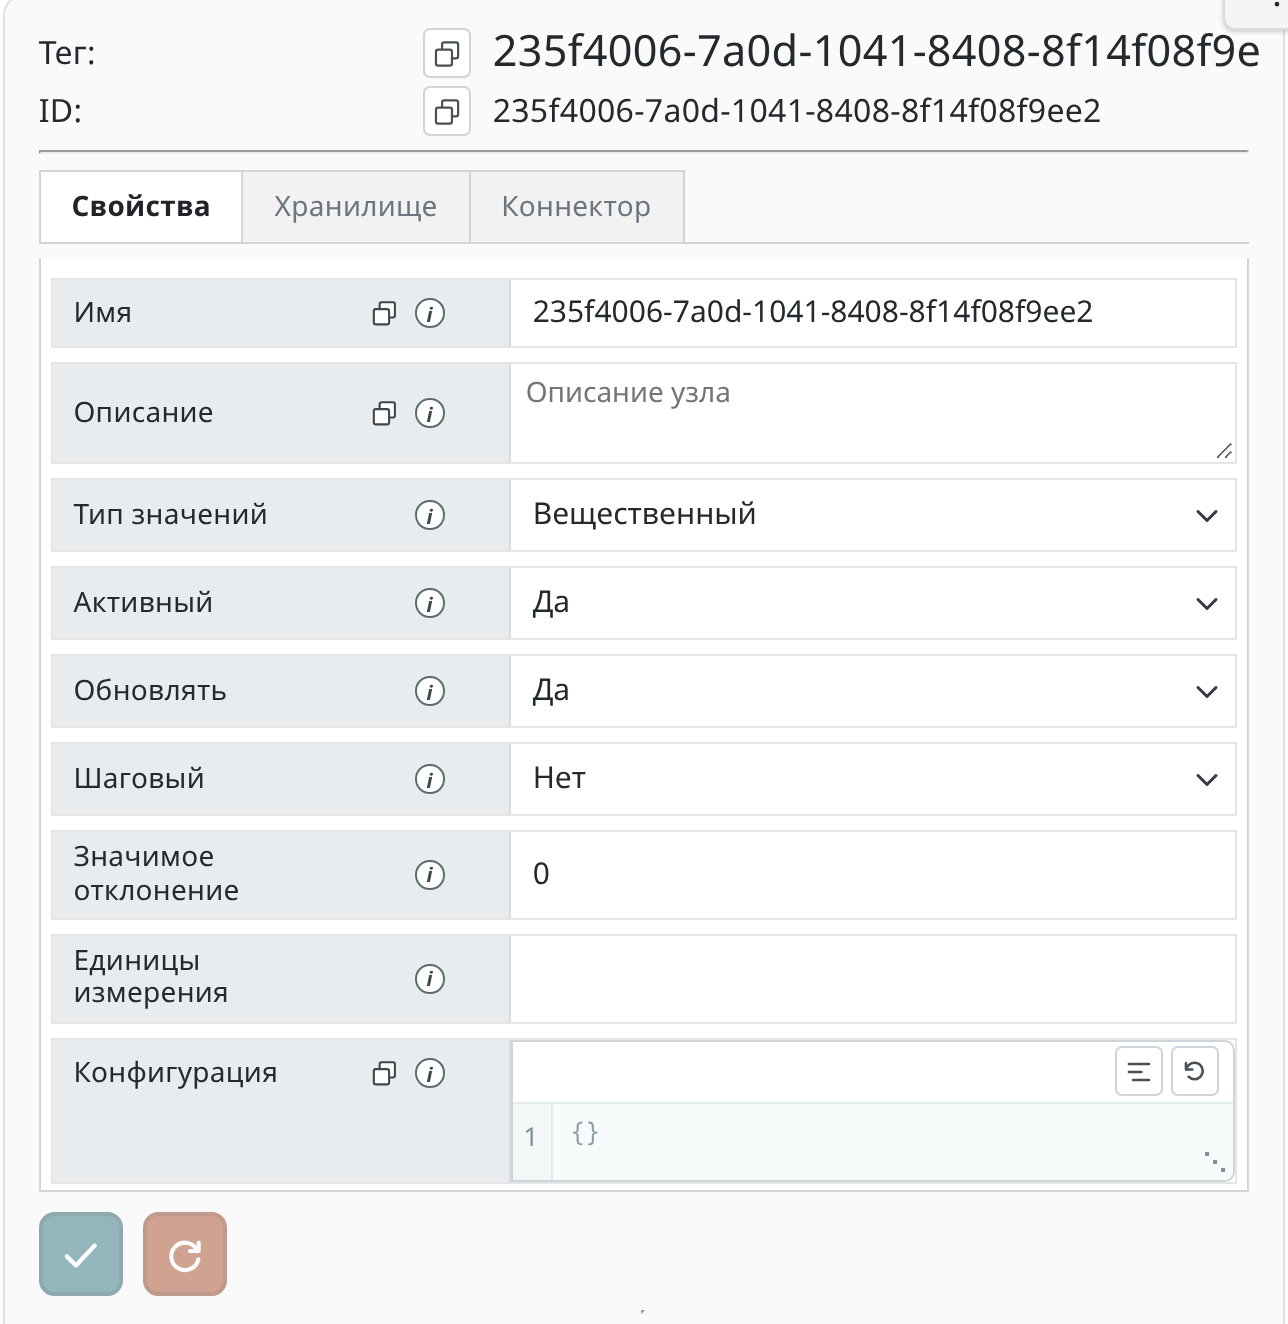 Тег: 235f4006-7a0d-1041-8408-8f14f08f9e
ID: 235f4006-7a0d-1041-8408-8f14f08f9ee2
Свойства Хранилище Коннектор
Имя 235f4006-7a0d-1041-8408-8f14f08f9ee2
Описание Описание узла
Тип значений Вещественный
Активный Да
Обновлять Да
Шаговый Нет
Значимое
отклонение 0
Единицы
измерения
Конфигурация
1 {}